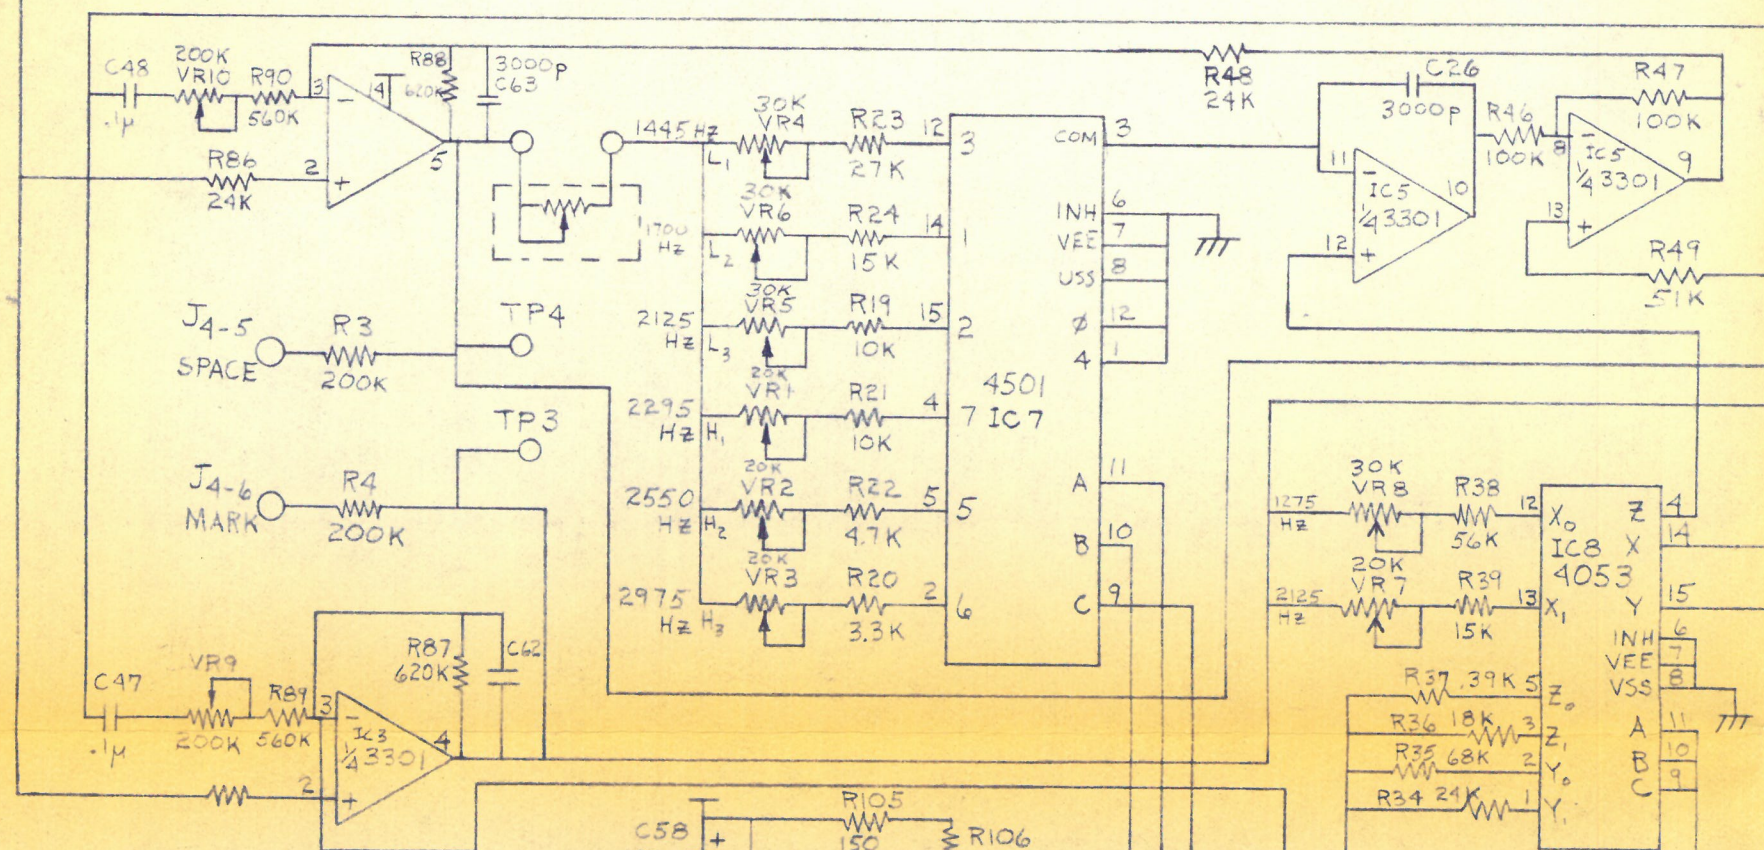 C48
.1µ
200K
VR10
R90
560K
3
−
14
R88
620K
3000p
C63
5
R86
24K
2
+
1445 Hz
L1
30K
VR4
R23
27K
12
3
1700
Hz
L2
30K
VR6
R24
15K
14
1
2125
Hz
L3
30K
VR5
R19
10K
15
2
2295
Hz
H1
20K
VR1
R21
10K
4
7
2550
Hz
H2
20K
VR2
R22
4.7K
5
5
2975
Hz
H3
20K
VR3
R20
3.3K
2
6
4501
IC7
COM
3
INH
6
VEE
7
USS
8
Ø
12
4
1
A
11
B
10
C
9
R48
24K
C26
3000p
11
−
IC5
1/4 3301
10
12
+
R46
100K
R47
100K
8
−
IC5
1/4 3301
9
13
+
R49
51K
J4-5
SPACE
R3
200K
TP4
TP3
J4-6
MARK
R4
200K
C47
.1µ
VR9
200K
R89
560K
3
−
IC3
1/4 3301
4
2
+
R87
620K
C62
C58
+
R105
150
R106
1275
Hz
30K
VR8
R38
56K
12
X0
2125
Hz
20K
VR7
R39
15K
13
X1
IC8
4053
Z
4
X
14
Y
15
INH
6
VEE
7
VSS
8
A
11
B
10
C
9
R37 .39K
5
Z0
R36 18K
3
Z1
R35 68K
2
Y0
R34 24K
1
Y1